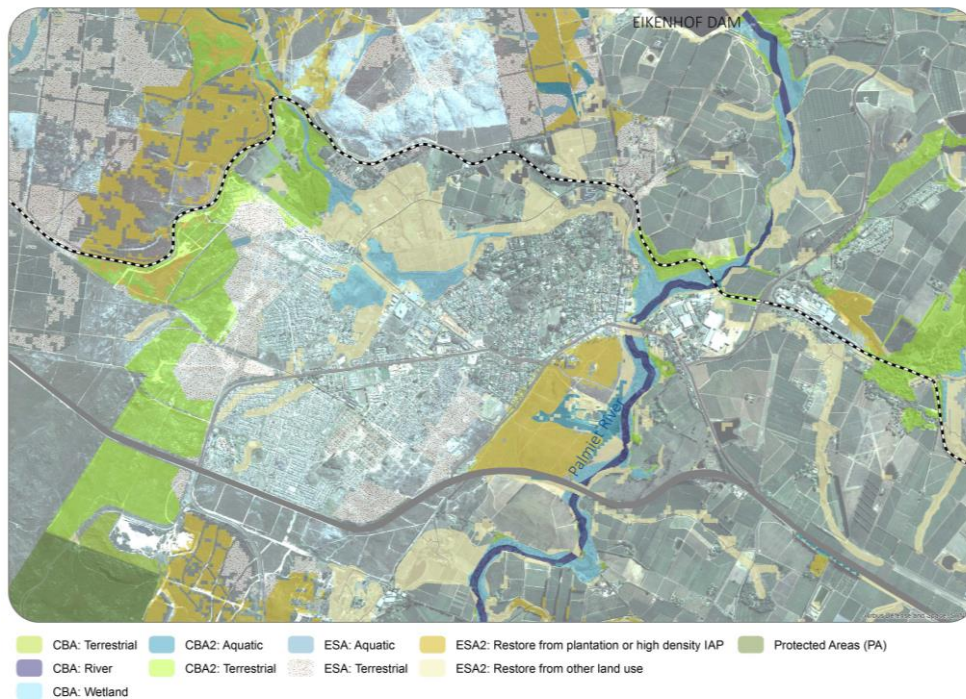 EIKENHOF DAM
Palmiet River
CBA: Terrestrial
CBA2: Aquatic
ESA: Aquatic
ESA2: Restore from plantation or high density IAP
Protected Areas (PA)
CBA: River
CBA2: Terrestrial
ESA: Terrestrial
ESA2: Restore from other land use
CBA: Wetland